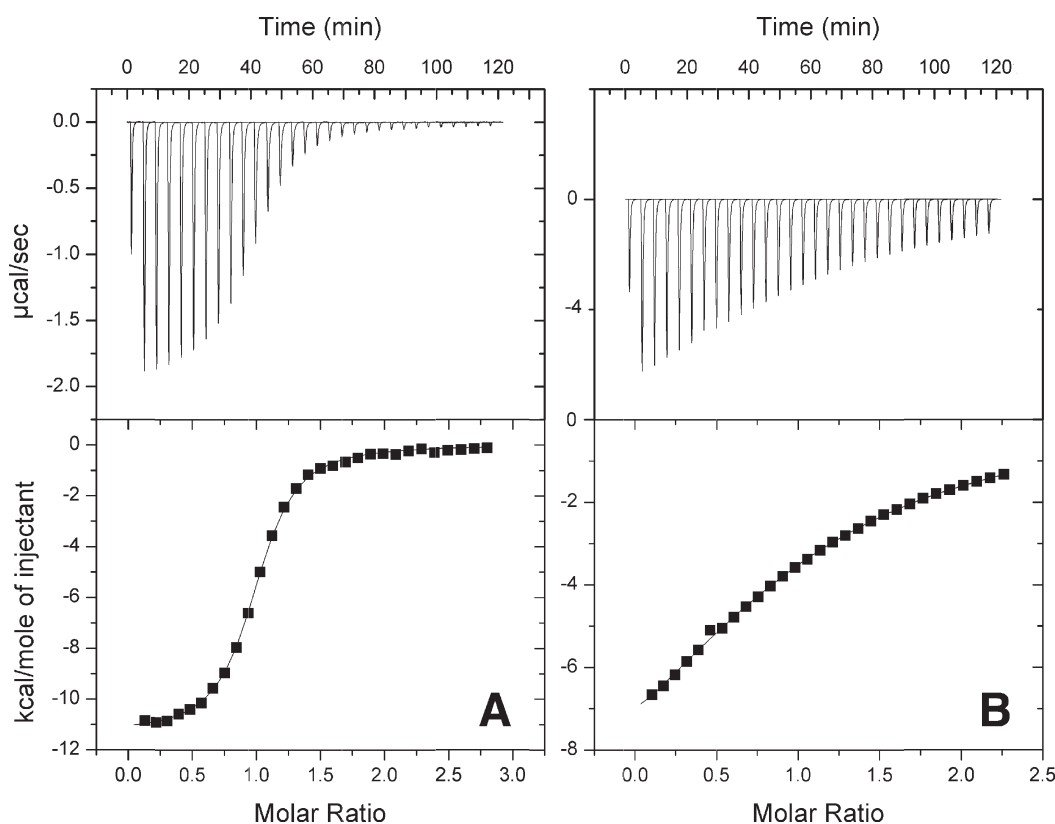 Time (min) Time (min)
0 20 40 60 80 100 120 0 20 40 60 80 100 120
0.0
-0.5
-1.0
-1.5
-2.0
µcal/sec
0
-4
0
0
-2
-4
-6
-8
-10
-12
kcal/mole of injectant
A
-2
-4
-6
-8
B
0.0 0.5 1.0 1.5 2.0 2.5 3.0 0.0 0.5 1.0 1.5 2.0 2.5
Molar Ratio Molar Ratio